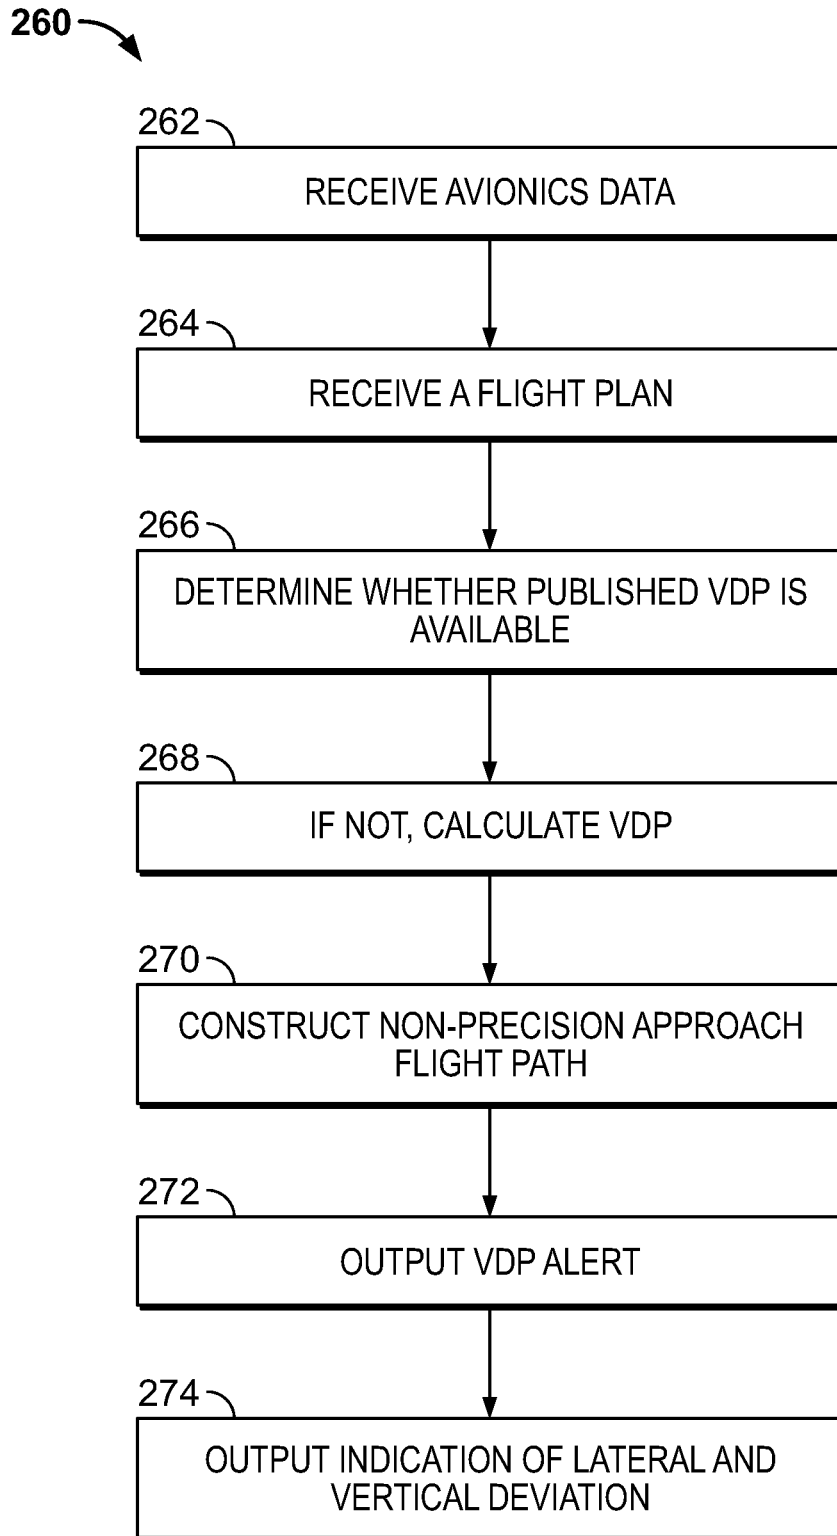 260
262
RECEIVE AVIONICS DATA
264
RECEIVE A FLIGHT PLAN
266
DETERMINE WHETHER PUBLISHED VDP IS
AVAILABLE
268
IF NOT, CALCULATE VDP
270
CONSTRUCT NON-PRECISION APPROACH
FLIGHT PATH
272
OUTPUT VDP ALERT
274
OUTPUT INDICATION OF LATERAL AND
VERTICAL DEVIATION